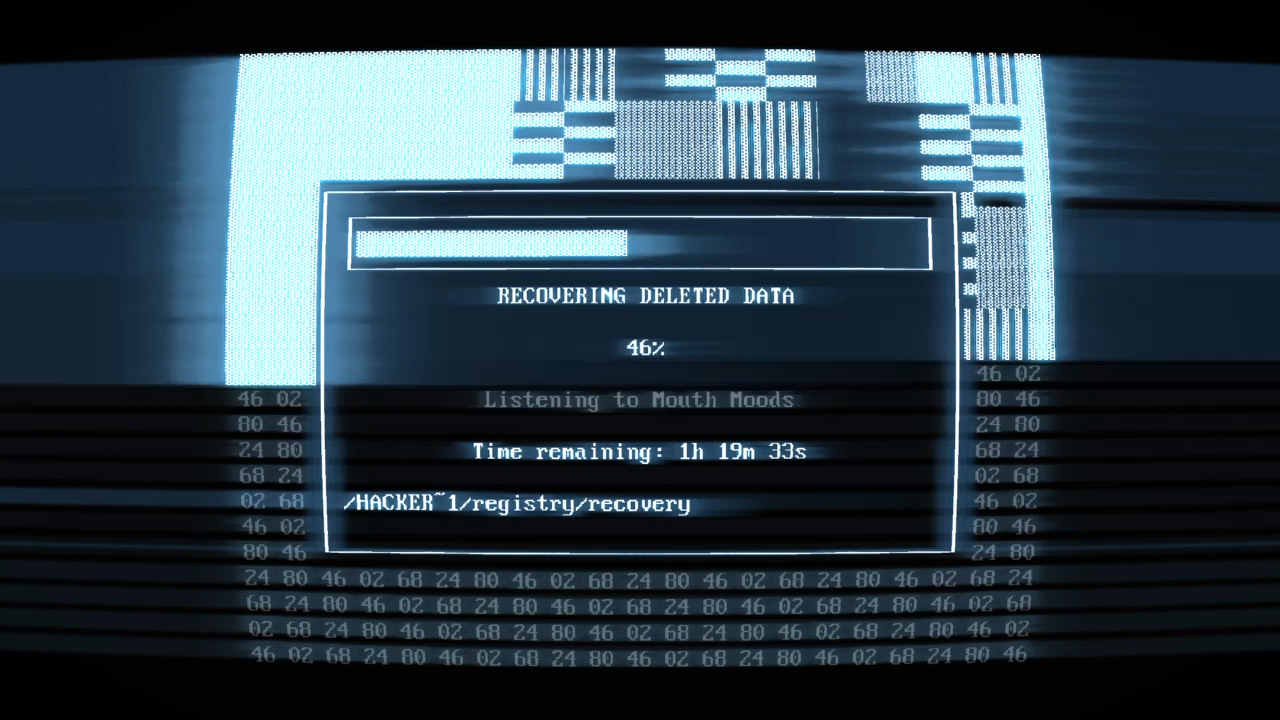 RECOVERING DELETED DATA
46%
Listening to Mouth Moods
Time remaining: 1h 19m 33s
/HACKER~1/registry/recovery
46 02
80 46
24 80
68 24
02 68
46 02
80 46
46 02
80 46
24 80
68 24
02 68
46 02
80 46
24 80
24 80 46 02 68 24 80 46 02 68 24 80 46 02 68 24 80 46 02 68 24
68 24 80 46 02 68 24 80 46 02 68 24 80 46 02 68 24 80 46 02 68
02 68 24 80 46 02 68 24 80 46 02 68 24 80 46 02 68 24 80 46 02
46 02 68 24 80 46 02 68 24 80 46 02 68 24 80 46 02 68 24 80 46